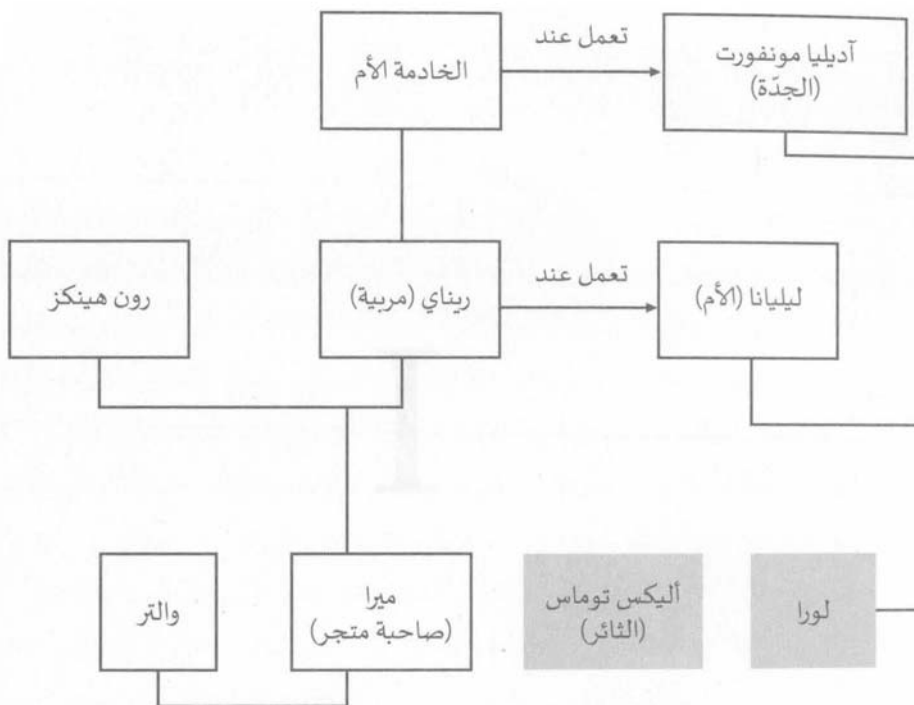 آديليا مونفورت
(الجدّة)
تعمل عند
الخادمة الأم
ليليانا (الأم)
تعمل عند
ريناي (مربية)
رون هينكز
لورا
أليكس توماس
(الثائر)
ميرا
(صاحبة متجر)
والتر